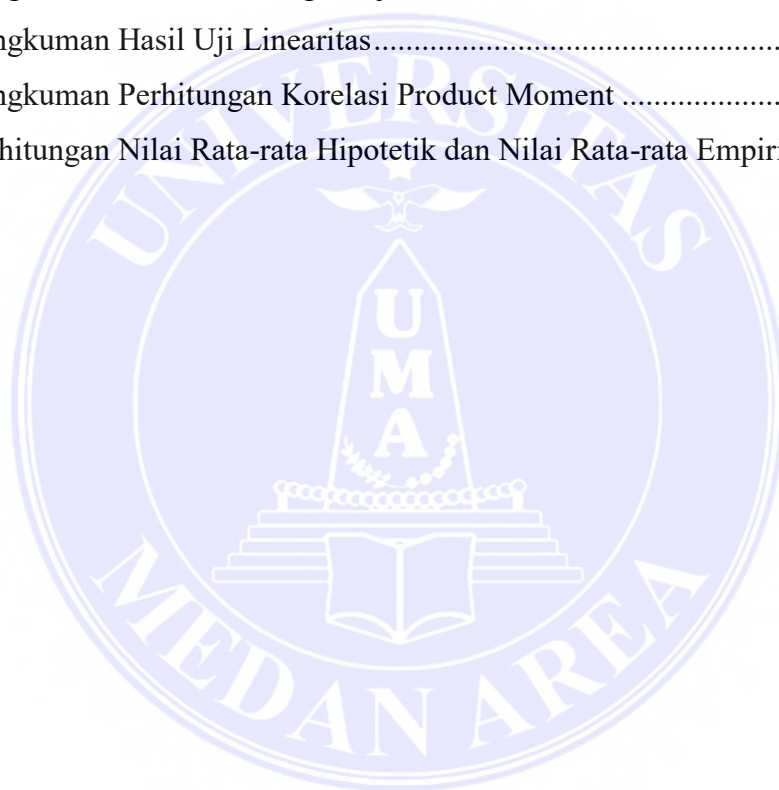 ngkuman Hasil Uji Linearitas
ngkuman Perhitungan Korelasi Product Moment
hitungan Nilai Rata-rata Hipotetik dan Nilai Rata-rata Empiri
UNIVERSITAS
U
M
A
MEDAN AREA